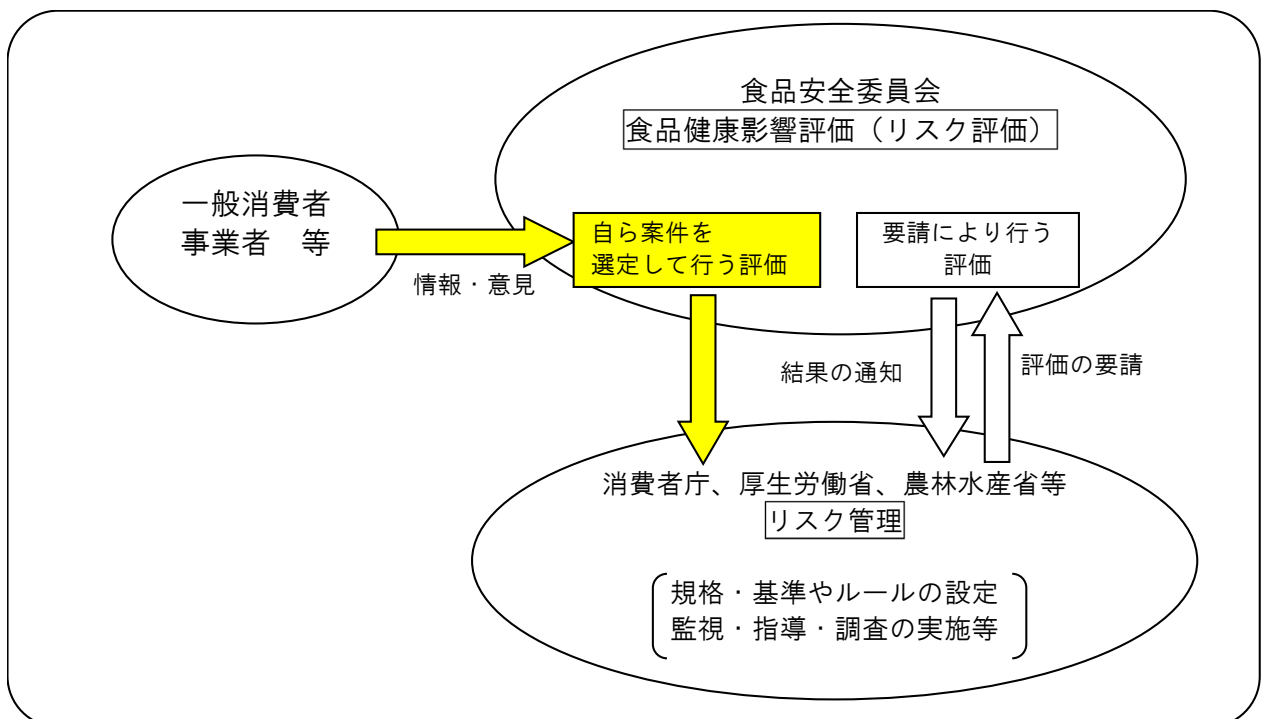 食品安全委員会
食品健康影響評価（リスク評価）
一般消費者
事業者　等
情報・意見
自ら案件を
選定して行う評価
要請により行う
評価
結果の通知
評価の要請
消費者庁、厚生労働省、農林水産省等
リスク管理
規格・基準やルールの設定
監視・指導・調査の実施等